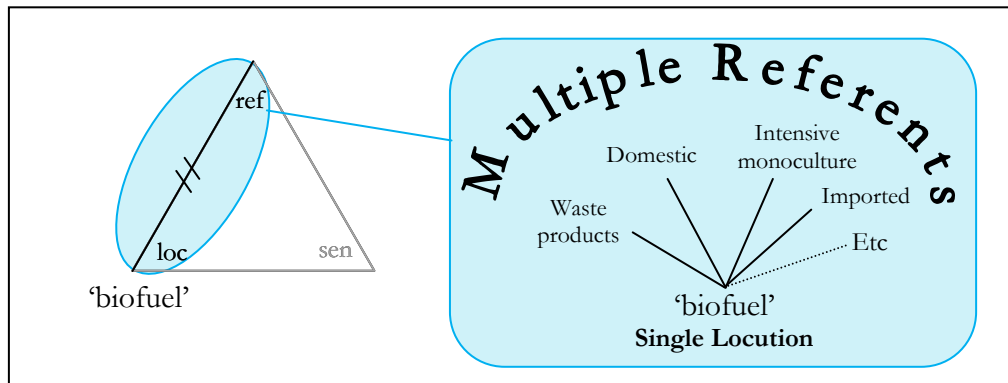 ref
loc
sen
‘biofuel’
Multiple Referents
Domestic
Intensive
monoculture
Waste
products
Imported
Etc
‘biofuel’
Single Locution